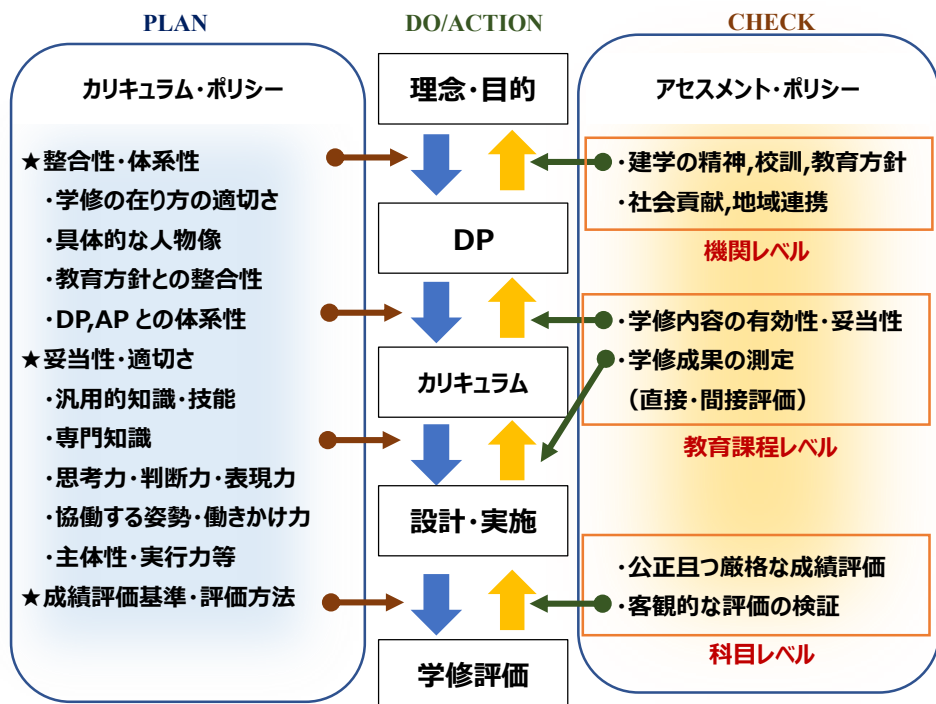 PLAN
カリキュラム・ポリシー
★整合性・体系性
・学修の在り方の適切さ
・具体的な人物像
・教育方針との整合性
・DP,AP との体系性
★妥当性・適切さ
・汎用的知識・技能
・専門知識
・思考力・判断力・表現力
・協働する姿勢・働きかけ力
・主体性・実行力等
★成績評価基準・評価方法
DO/ACTION
理念・目的
DP
カリキュラム
設計・実施
学修評価
CHECK
アセスメント・ポリシー
・建学の精神,校訓,教育方針
・社会貢献,地域連携
機関レベル
・学修内容の有効性・妥当性
・学修成果の測定
（直接・間接評価）
教育課程レベル
・公正且つ厳格な成績評価
・客観的な評価の検証
科目レベル